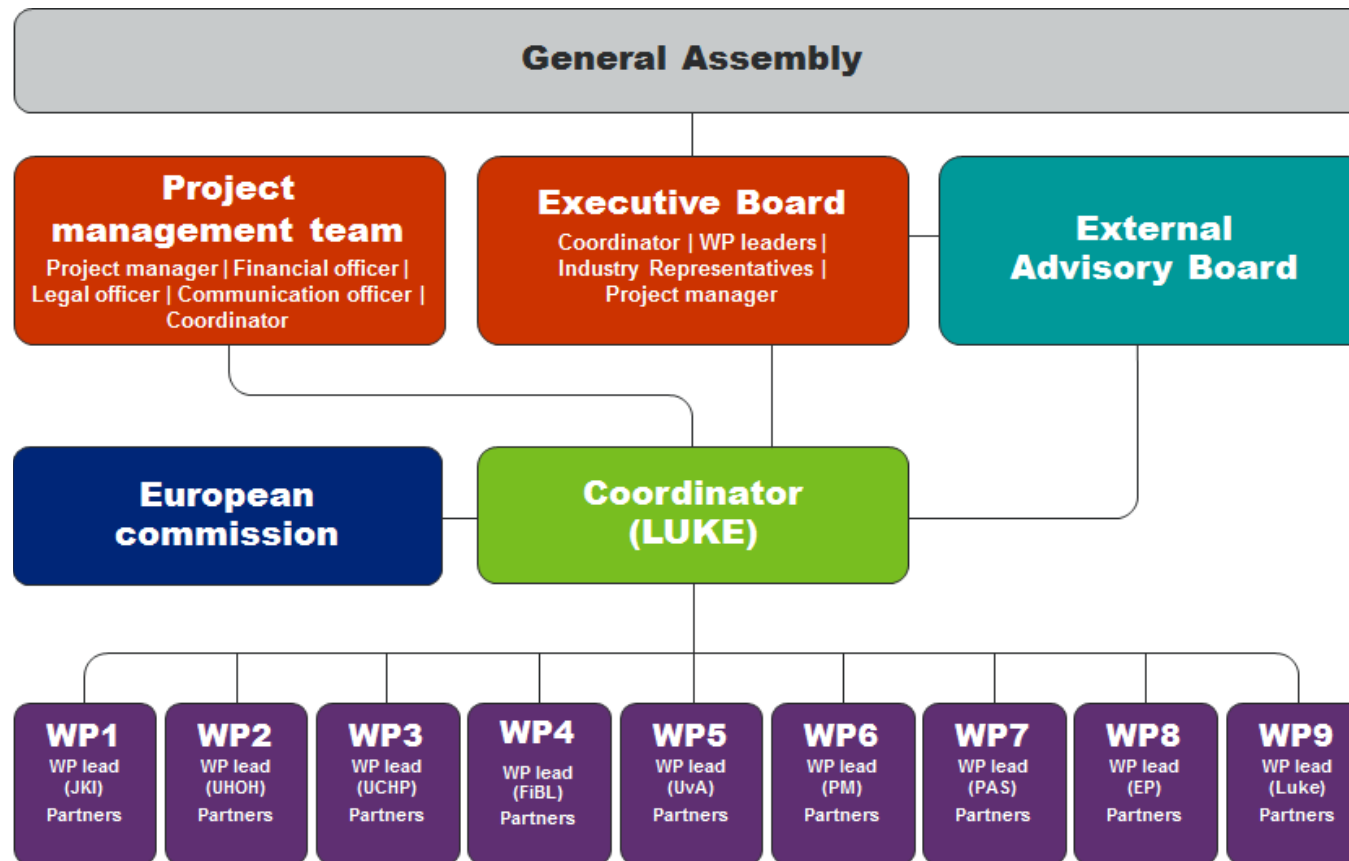 General Assembly
Project
management team
Project manager | Financial officer |
Legal officer | Communication officer |
Coordinator
Executive Board
Coordinator | WP leaders |
Industry Representatives |
Project manager
External
Advisory Board
European
commission
Coordinator
(LUKE)
WP1
WP lead
(JKI)
Partners
WP2
WP lead
(UHOH)
Partners
WP3
WP lead
(UCHP)
Partners
WP4
WP lead
(FiBL)
Partners
WP5
WP lead
(UvA)
Partners
WP6
WP lead
(PM)
Partners
WP7
WP lead
(PAS)
Partners
WP8
WP lead
(EP)
Partners
WP9
WP lead
(Luke)
Partners